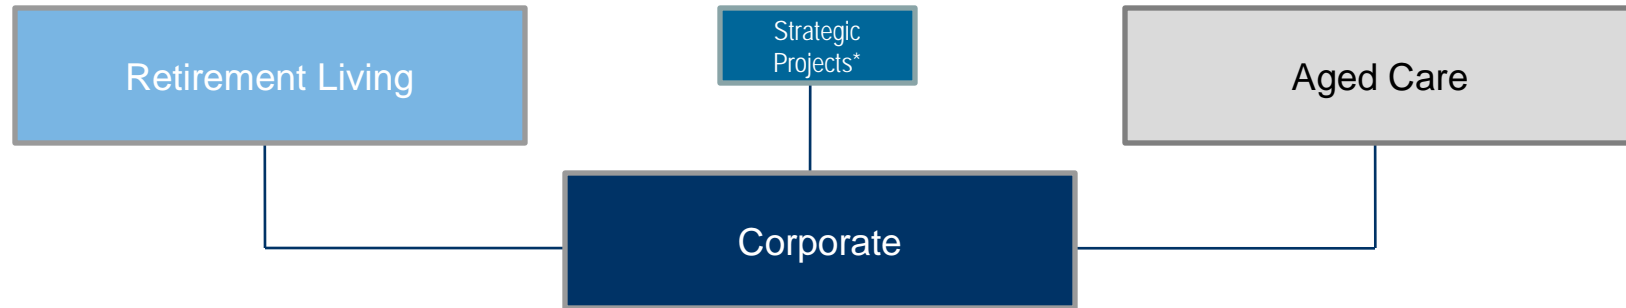 Retirement Living
Strategic
Projects*
Aged Care
Corporate